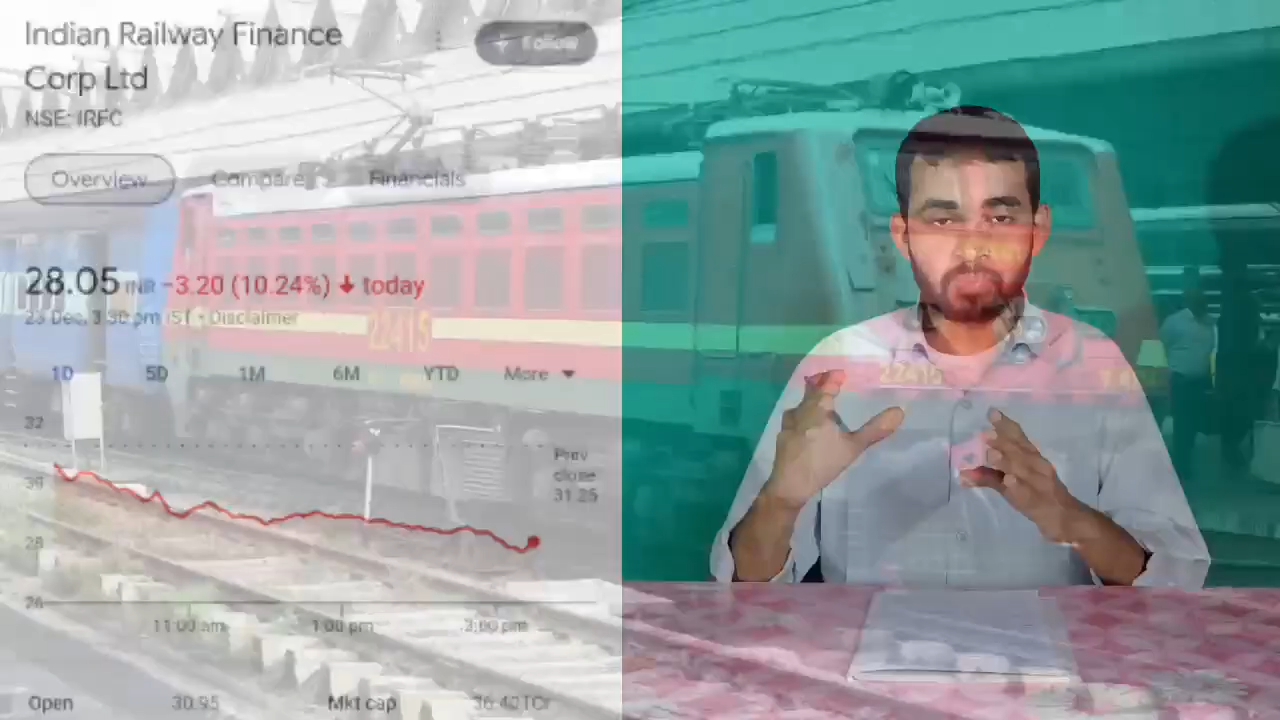 Indian Railway Finance
Corp Ltd
+ Follow
NSE: IRFC
Overview Compare Financials
28.05 INR -3.20 (10.24%) ↓ today
23 Dec, 3:30 pm IST • Disclaimer
22415
1D 5D 1M 6M YTD More
32
30
28
26
Prev
close
31.25
11:00 am 1:00 pm 3:00 pm
Open 30.95 Mkt cap 36.40TCr